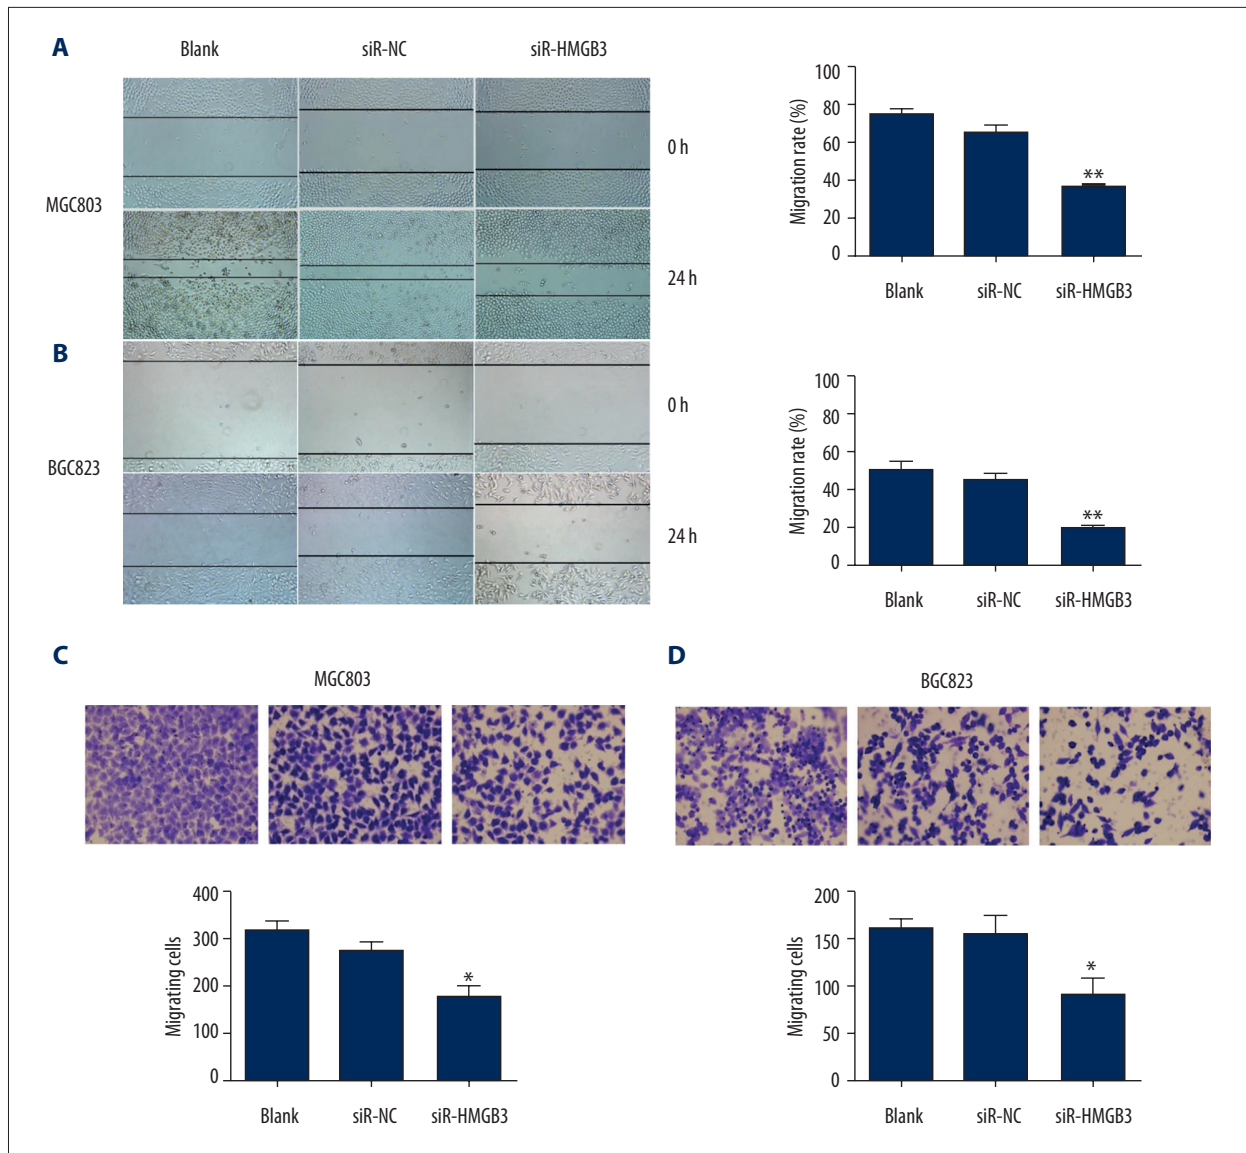 A
Blank siR-NC siR-HMGB3
MGC803
0 h
24 h
Migration rate (%)
100
80
60
40
20
0
**
Blank siR-NC siR-HMGB3
B
BGC823
0 h
24 h
Migration rate (%)
100
80
60
40
20
0
**
Blank siR-NC siR-HMGB3
C
MGC803
Migrating cells
400
300
200
100
0
*
Blank siR-NC siR-HMGB3
D
BGC823
Migrating cells
200
150
100
50
0
*
Blank siR-NC siR-HMGB3